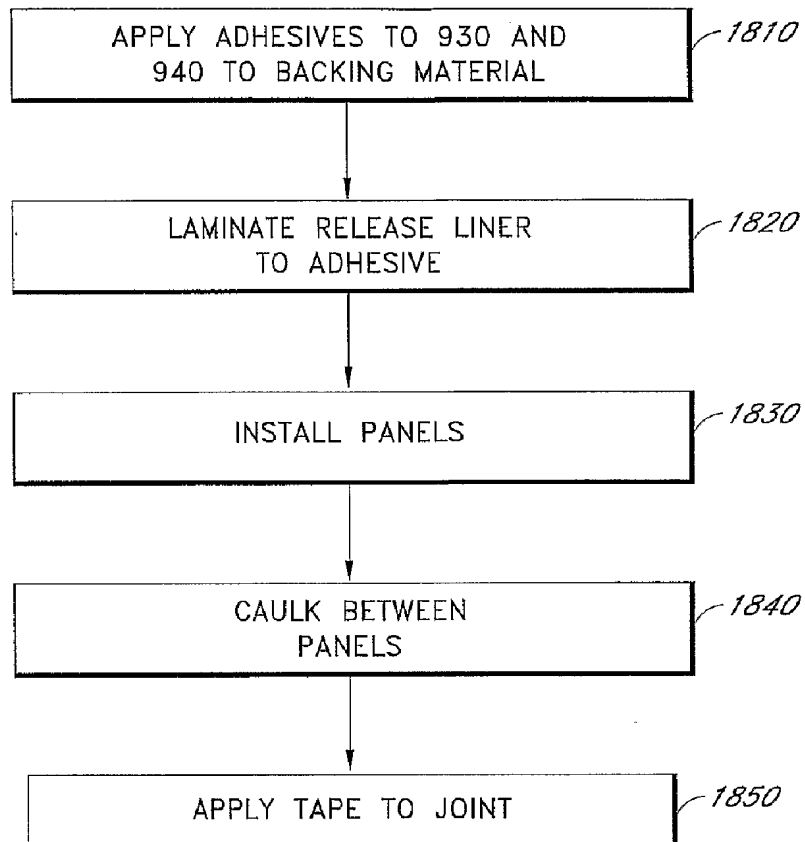 APPLY ADHESIVES TO 930 AND
940 TO BACKING MATERIAL
1810
LAMINATE RELEASE LINER
TO ADHESIVE
1820
INSTALL PANELS
1830
CAULK BETWEEN
PANELS
1840
APPLY TAPE TO JOINT
1850